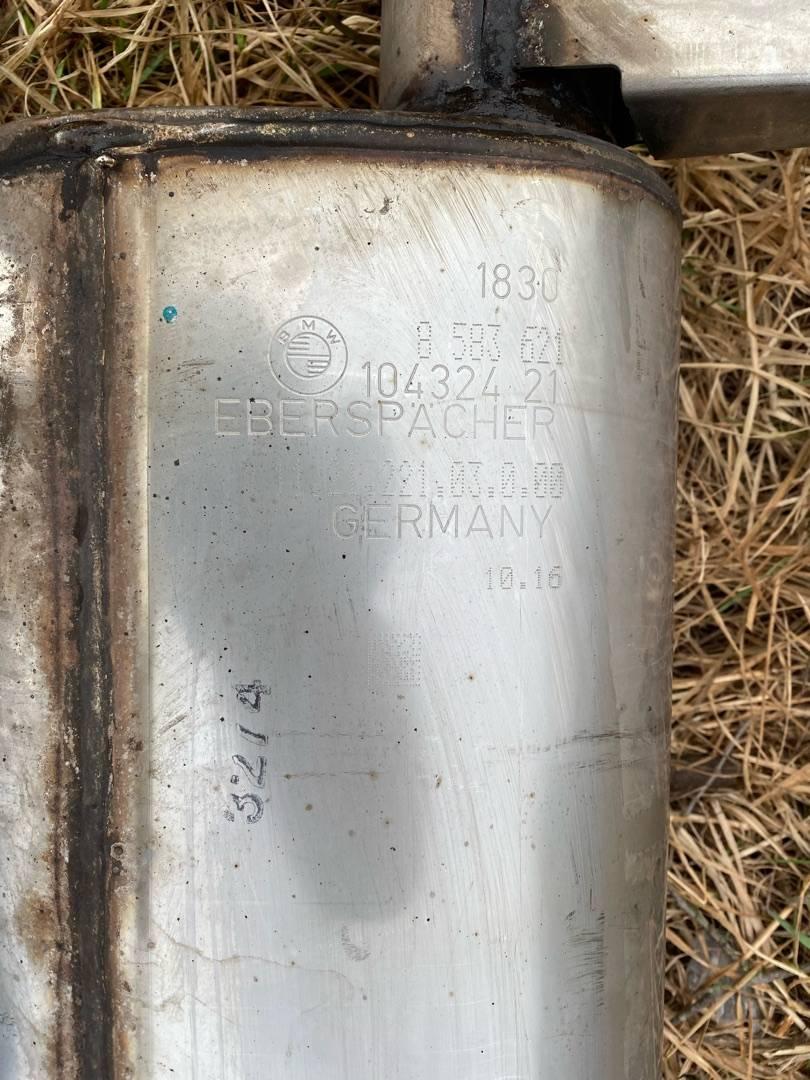 1830
BMW
8 583 621
104324 21
EBERSPÄCHER
221.03.0.00
GERMANY
10.16
3214